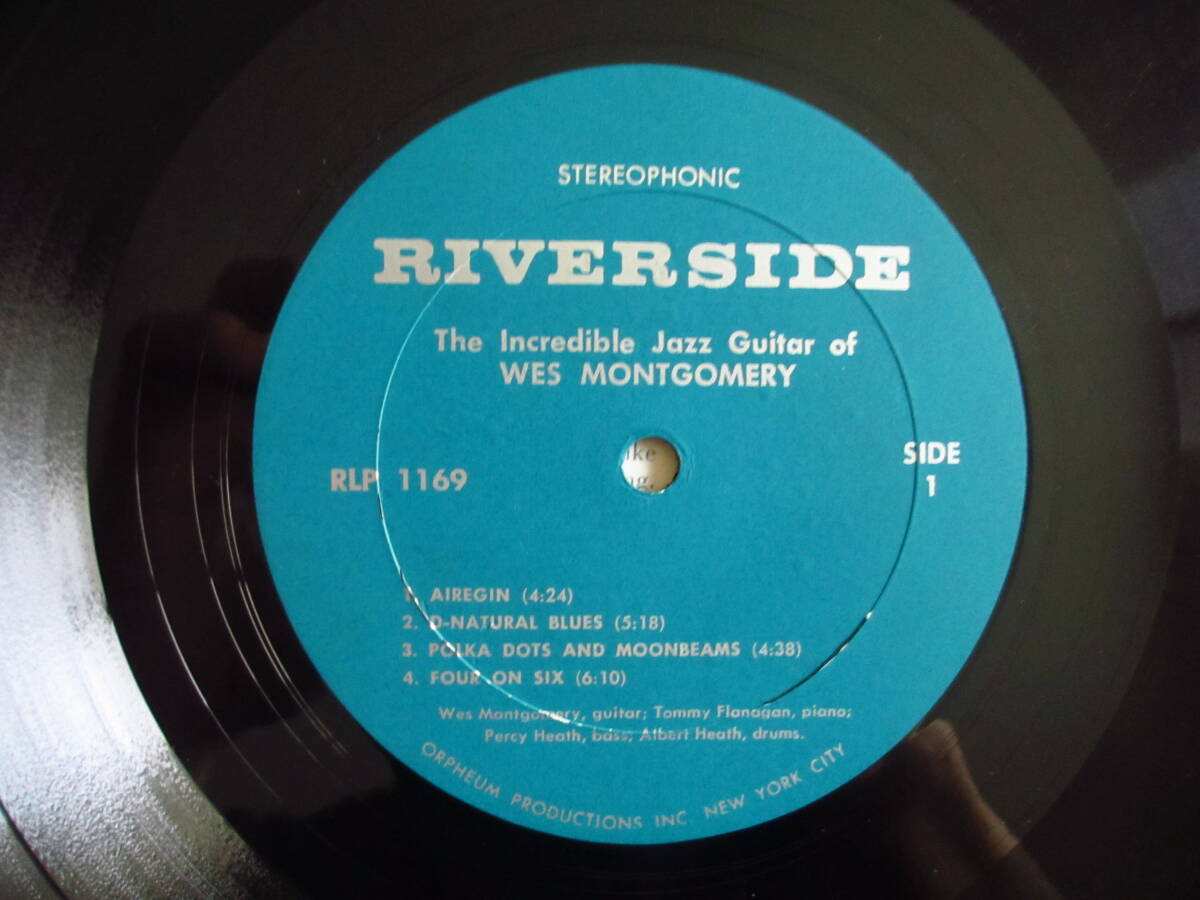 STEREOPHONIC
RIVERSIDE
The Incredible Jazz Guitar of
WES MONTGOMERY
RLP 1169
SIDE
1
1. AIREGIN (4:24)
2. D-NATURAL BLUES (5:18)
3. POLKA DOTS AND MOONBEAMS (4:38)
4. FOUR ON SIX (6:10)
Wes Montgomery, guitar; Tommy Flanagan, piano;
Percy Heath, bass; Albert Heath, drums.
ORPHEUM PRODUCTIONS INC. NEW YORK CITY